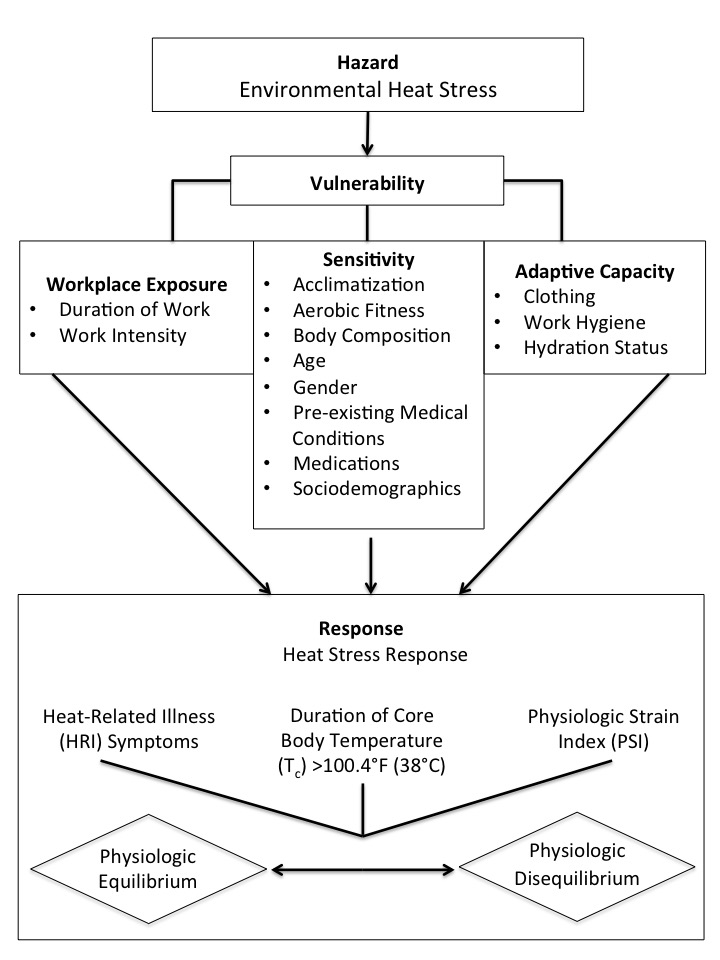 Hazard
Environmental Heat Stress
Vulnerability
Workplace Exposure
• Duration of Work
• Work Intensity
Sensitivity
• Acclimatization
• Aerobic Fitness
• Body Composition
• Age
• Gender
• Pre-existing Medical
Conditions
• Medications
• Sociodemographics
Adaptive Capacity
• Clothing
• Work Hygiene
• Hydration Status
Response
Heat Stress Response
Heat-Related Illness
(HRI) Symptoms
Duration of Core
Body Temperature
(Tc) >100.4°F (38°C)
Physiologic Strain
Index (PSI)
Physiologic
Equilibrium
Physiologic
Disequilibrium